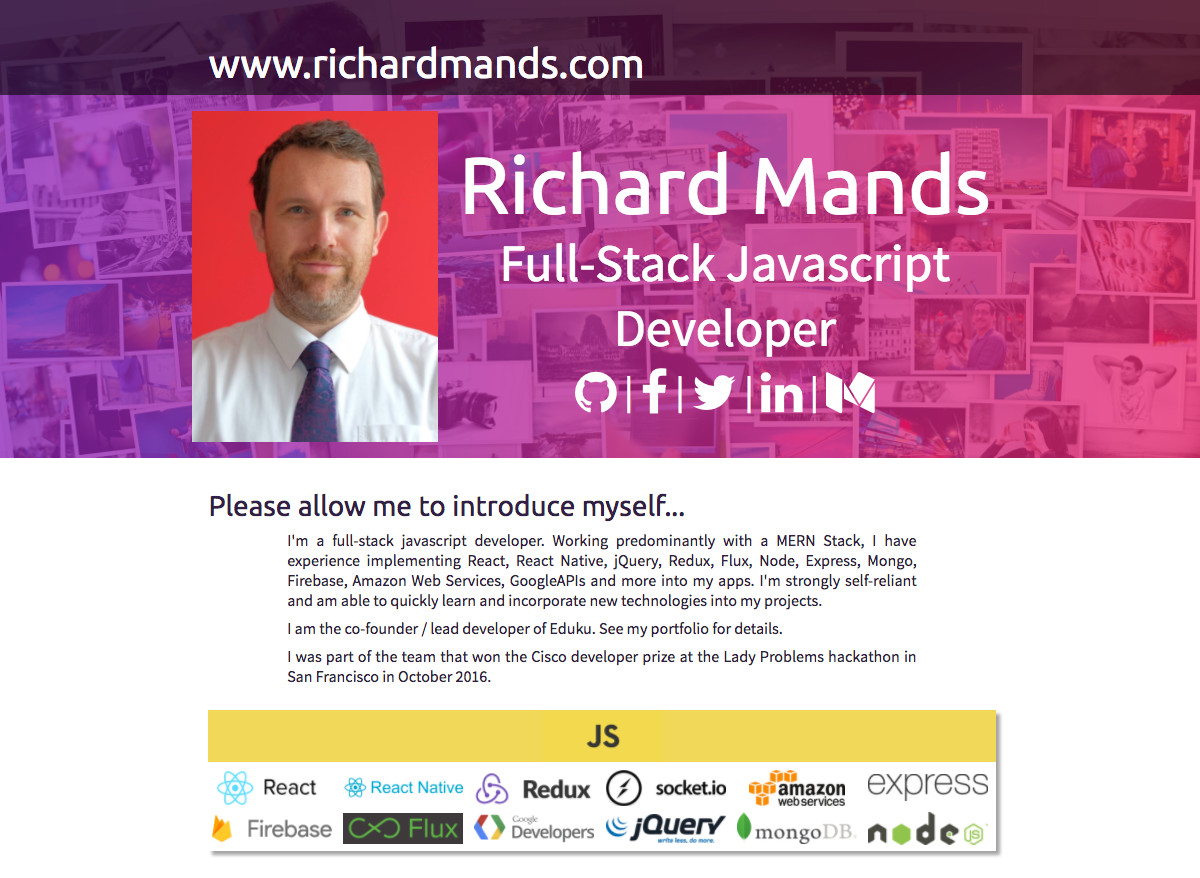 www.richardmands.com
Richard Mands
Full-Stack Javascript
Developer
Please allow me to introduce myself...
I'm a full-stack javascript developer. Working predominantly with a MERN Stack, I have
experience implementing React, React Native, jQuery, Redux, Flux, Node, Express, Mongo,
Firebase, Amazon Web Services, GoogleAPIs and more into my apps. I'm strongly self-reliant
and am able to quickly learn and incorporate new technologies into my projects.
I am the co-founder / lead developer of Eduku. See my portfolio for details.
I was part of the team that won the Cisco developer prize at the Lady Problems hackathon in
San Francisco in October 2016.
JS
React React Native Redux socket.io amazon web services express
Firebase Flux Google Developers jQuery write less, do more. mongoDB. node JS